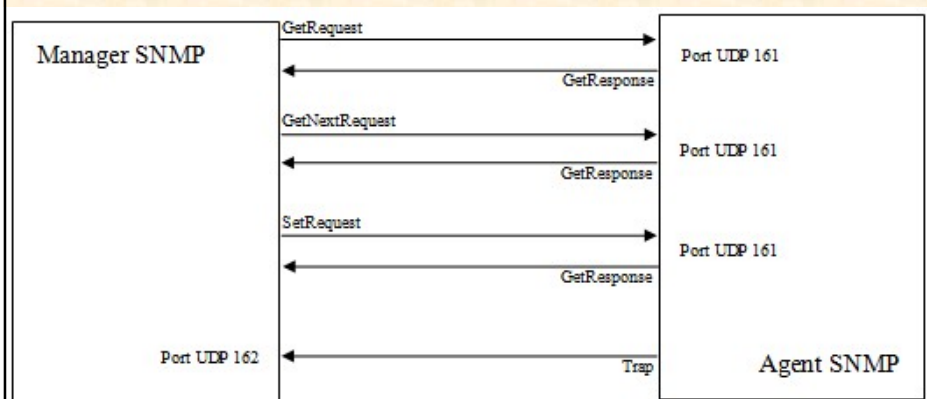 GetRequest
Manager SNMP
Port UDP 161
GetResponse
GetNextRequest
Port UDP 161
GetResponse
SetRequest
Port UDP 161
GetResponse
Port UDP 162
Trap
Agent SNMP